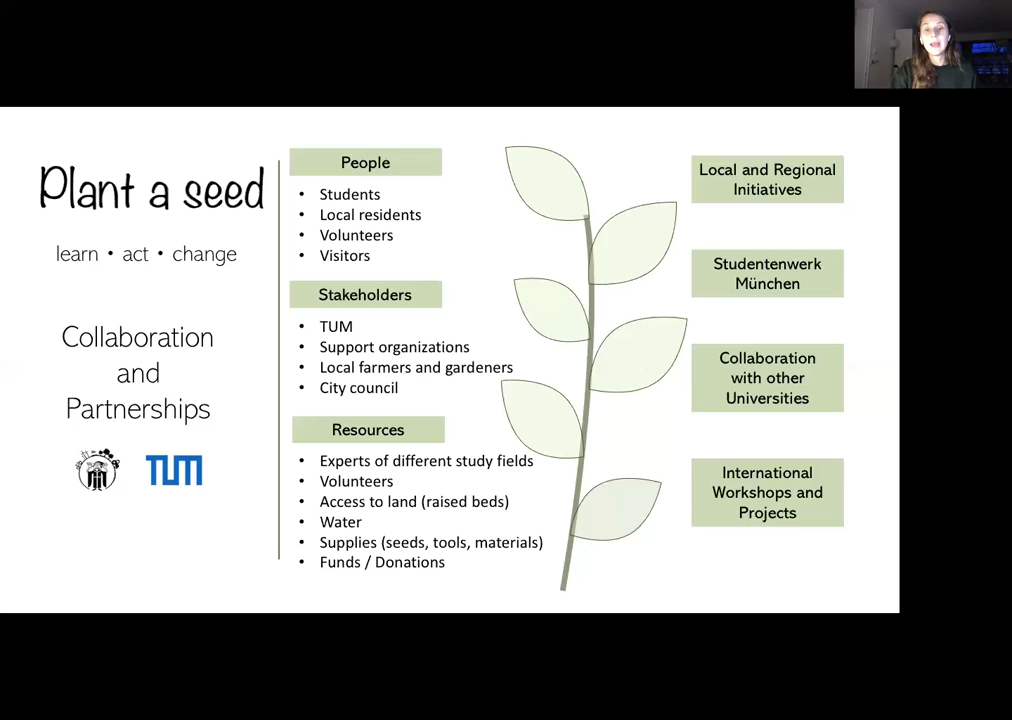 Plant a seed
learn • act • change
Collaboration
and
Partnerships
TUM
People
• Students
• Local residents
• Volunteers
• Visitors
Stakeholders
• TUM
• Support organizations
• Local farmers and gardeners
• City council
Resources
• Experts of different study fields
• Volunteers
• Access to land (raised beds)
• Water
• Supplies (seeds, tools, materials)
• Funds / Donations
Local and Regional
Initiatives
Studentenwerk
München
Collaboration
with other
Universities
International
Workshops and
Projects